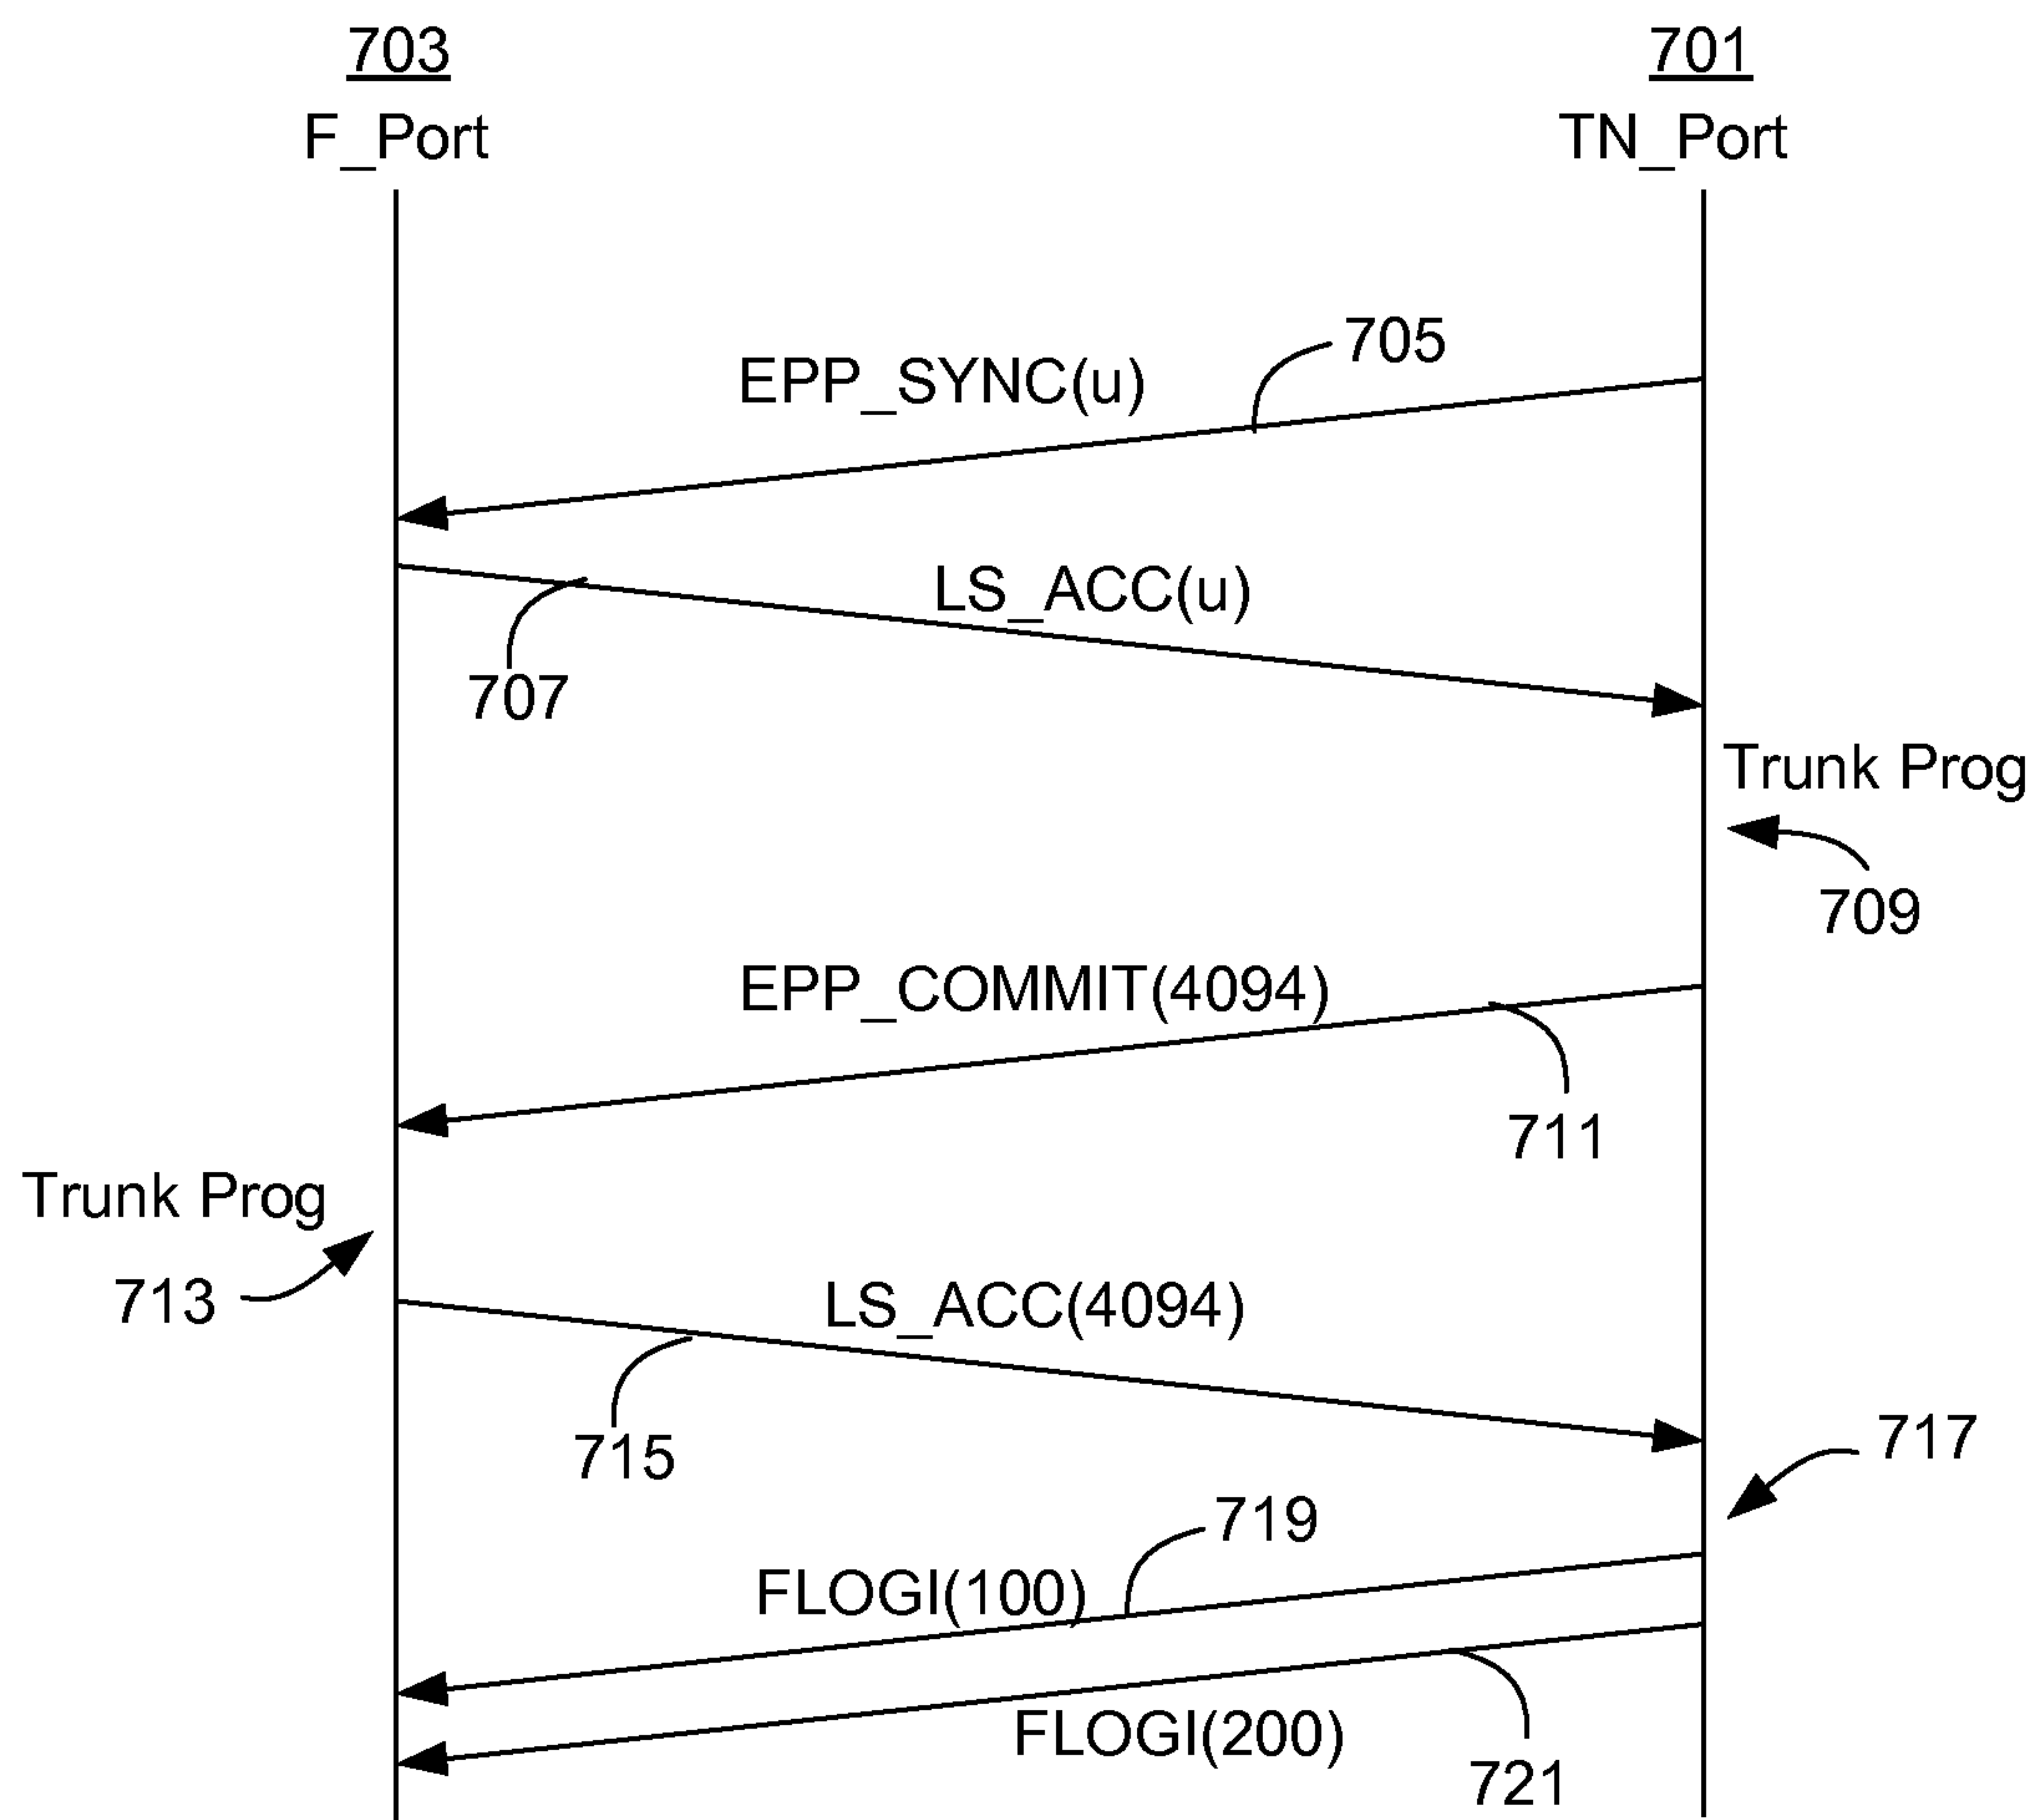 703
701
F_Port
TN_Port
705
EPP_SYNC(u)
LS_ACC(u)
707
Trunk Prog
709
EPP_COMMIT(4094)
711
Trunk Prog
713
LS_ACC(4094)
717
715
719
FLOGI(100)
FLOGI(200)
721